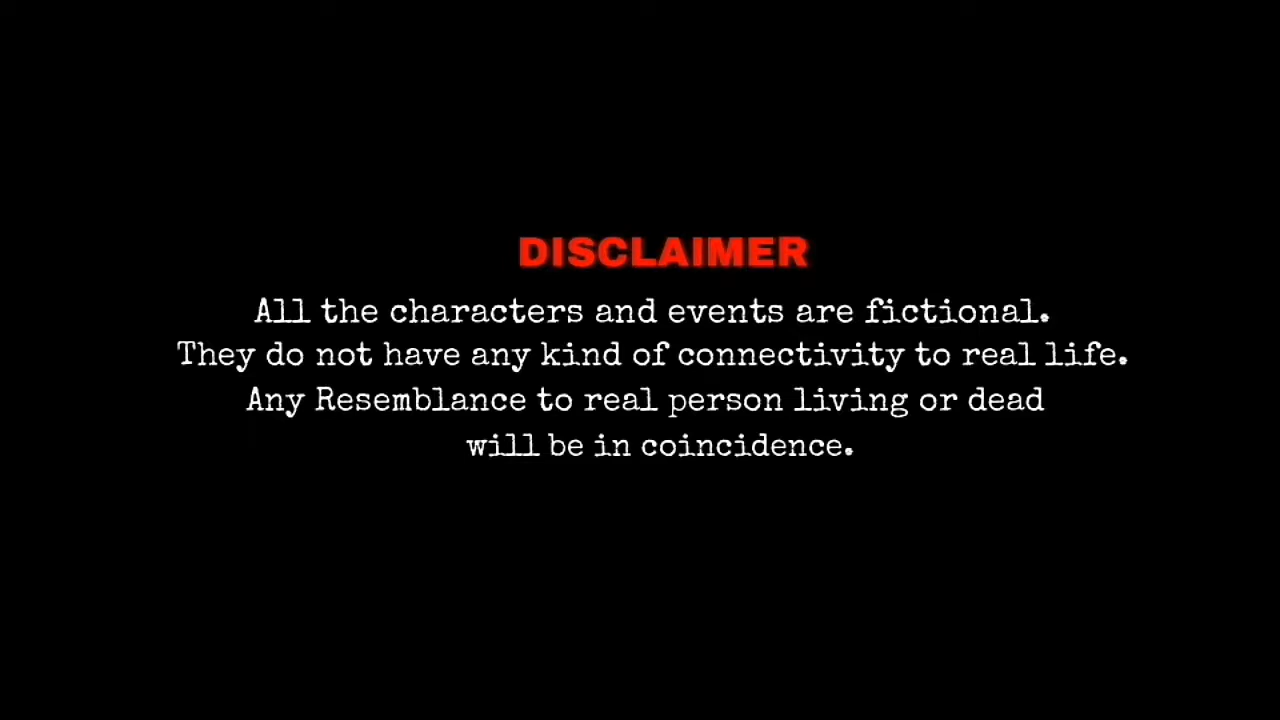 DISCLAIMER
All the characters and events are fictional.
They do not have any kind of connectivity to real life.
Any Resemblance to real person living or dead
will be in coincidence.